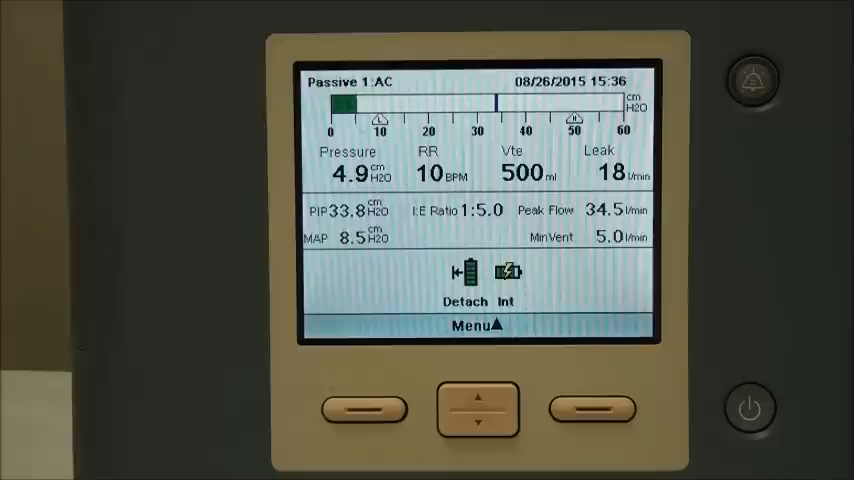 Passive 1:AC 08/26/2015 15:36
cm
H2O
L H
0 10 20 30 40 50 60
Pressure RR Vte Leak
4.9 cm H2O 10 BPM 500 ml 18 l/min
PIP 33.8 cm H2O I:E Ratio 1:5.0 Peak Flow 34.5 l/min
MAP 8.5 cm H2O MinVent 5.0 l/min
Detach Int
Menu